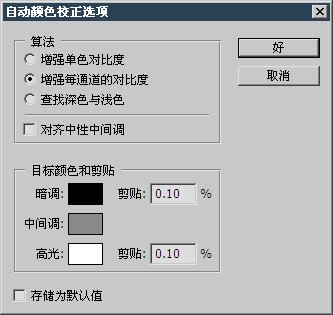 自动颜色校正选项
算法
增强单色对比度
增强每通道的对比度
查找深色与浅色
对齐中性中间调
好
取消
目标颜色和剪贴
暗调: 剪贴: 0.10 %
中间调:
高光: 剪贴: 0.10 %
存储为默认值